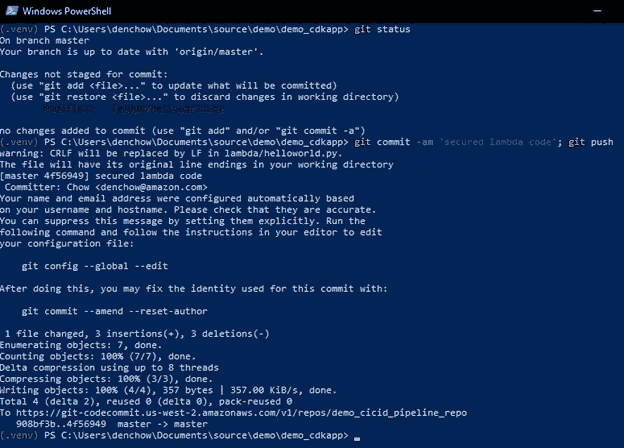 Windows PowerShell
(.venv) PS C:\Users\denchow\Documents\source\demo\demo_cdkapp> git status
On branch master
Your branch is up to date with 'origin/master'.
Changes not staged for commit:
(use "git add <file>..." to update what will be committed)
(use "git restore <file>..." to discard changes in working directory)
no changes added to commit (use "git add" and/or "git commit -a")
(.venv) PS C:\Users\denchow\Documents\source\demo\demo_cdkapp> git commit -am 'secured lambda code'; git push
warning: CRLF will be replaced by LF in lambda/helloworld.py.
The file will have its original line endings in your working directory
[master 4f56949] secured lambda code
Committer: Chow <denchow@amazon.com>
Your name and email address were configured automatically based
on your username and hostname. Please check that they are accurate.
You can suppress this message by setting them explicitly. Run the
following command and follow the instructions in your editor to edit
your configuration file:
git config --global --edit
After doing this, you may fix the identity used for this commit with:
git commit --amend --reset-author
1 file changed, 3 insertions(+), 3 deletions(-)
Enumerating objects: 7, done.
Counting objects: 100% (7/7), done.
Delta compression using up to 8 threads
Compressing objects: 100% (3/3), done.
Writing objects: 100% (4/4), 357 bytes | 357.00 KiB/s, done.
Total 4 (delta 2), reused 0 (delta 0), pack-reused 0
To https://git-codecommit.us-west-2.amazonaws.com/v1/repos/demo_cicid_pipeline_repo
908bf3b..4f56949 master -> master
(.venv) PS C:\Users\denchow\Documents\source\demo\demo_cdkapp>